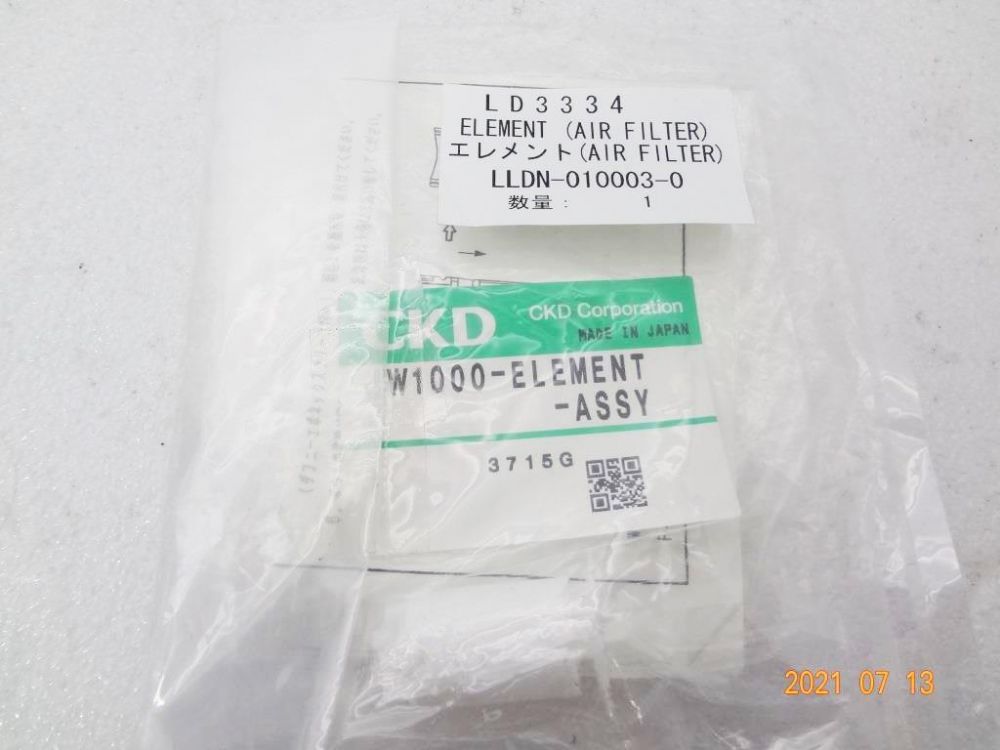 LD3334
ELEMENT (AIR FILTER)
エレメント(AIR FILTER)
LLDN-010003-0
数量: 1
CKD
CKD Corporation
MADE IN JAPAN
W1000-ELEMENT
-ASSY
3715G
2021 07 13